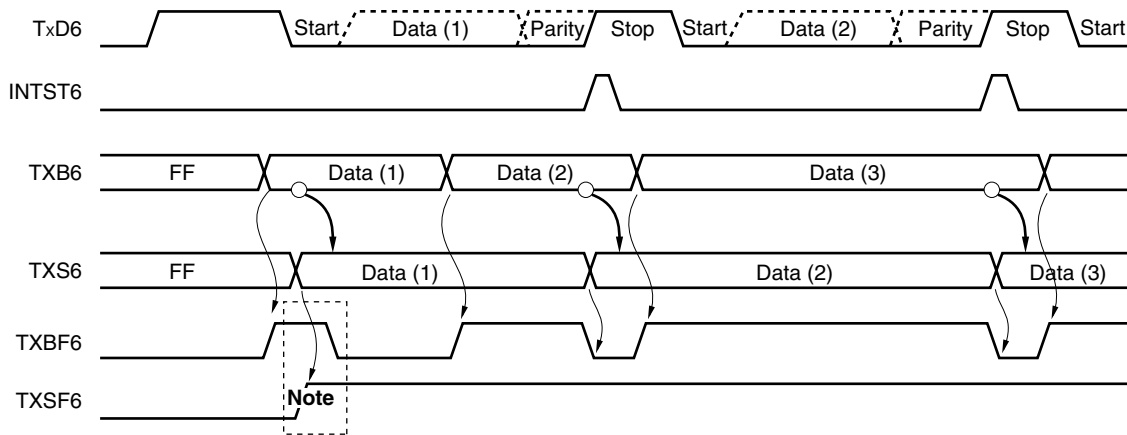 TxD6 Start Data (1) Parity Stop Start Data (2) Parity Stop Start
INTST6
TXB6 FF Data (1) Data (2) Data (3)
TXS6 FF Data (1) Data (2) Data (3)
TXBF6
Note
TXSF6